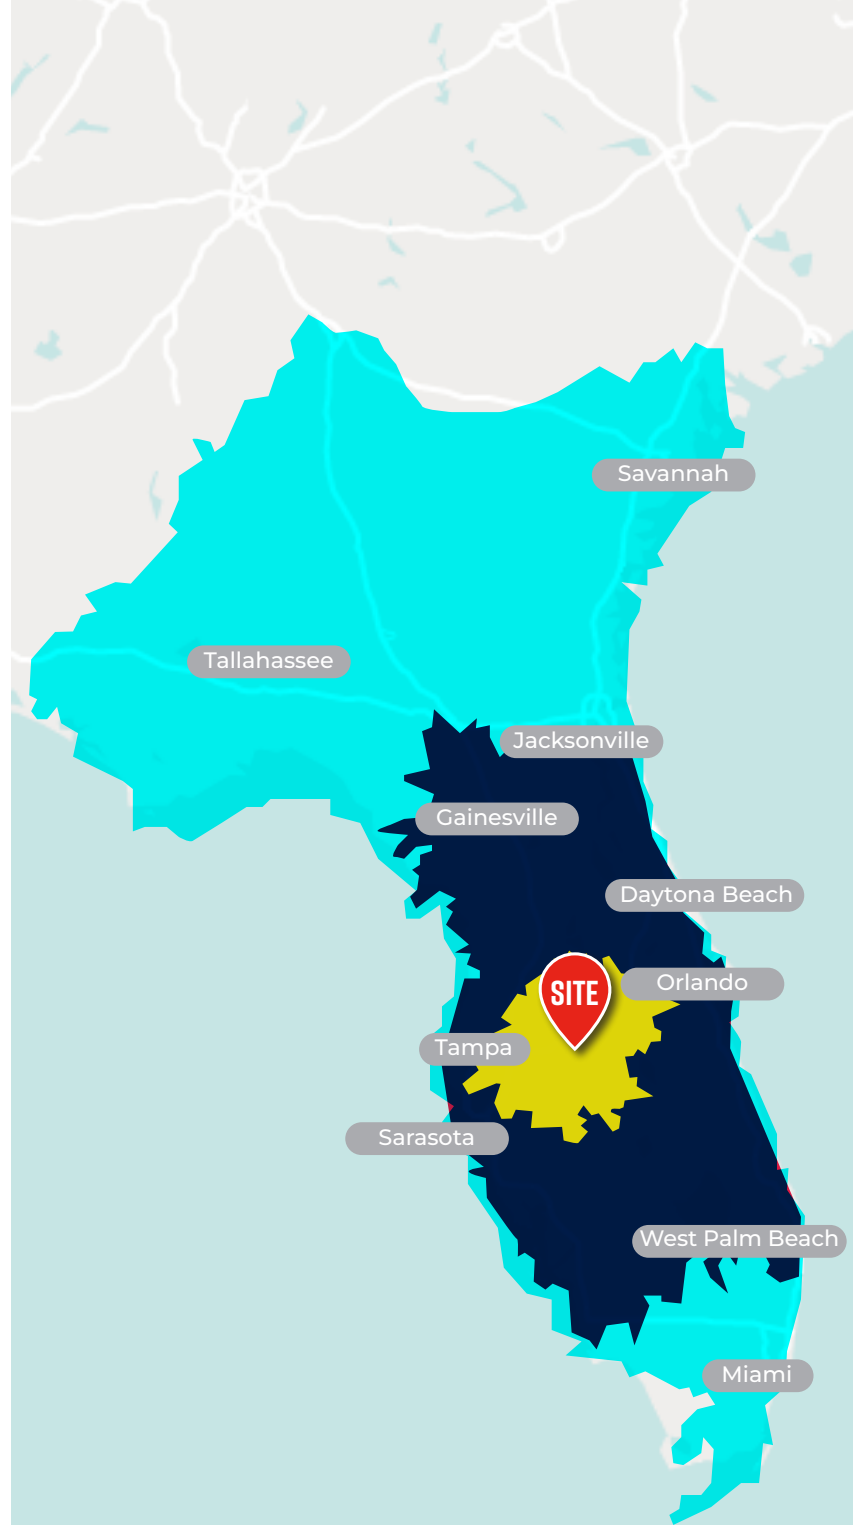 Savannah
Tallahassee
Jacksonville
Gainesville
Daytona Beach
Orlando
SITE
Tampa
Sarasota
West Palm Beach
Miami